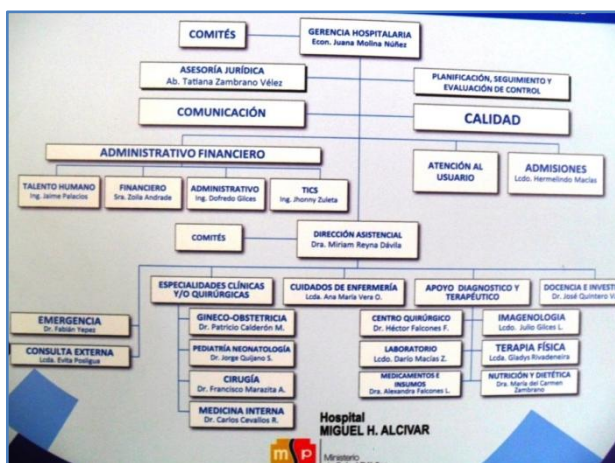 COMITÉS
GERENCIA HOSPITALARIA
Econ. Juana Molina Núñez
ASESORÍA JURÍDICA
Ab. Tatiana Zambrano Vélez
PLANIFICACIÓN, SEGUIMIENTO Y
EVALUACIÓN DE CONTROL
COMUNICACIÓN
CALIDAD
ADMINISTRATIVO FINANCIERO
ATENCIÓN AL
USUARIO
ADMISIONES
Lcdo. Hermelindo Macías
TALENTO HUMANO
Ing. Jaime Palacios
FINANCIERO
Sra. Zoila Andrade
ADMINISTRATIVO
Ing. Dofredo Gilces
TICS
Ing. Jhonny Zuleta
COMITÉS
DIRECCIÓN ASISTENCIAL
Dra. Miriam Reyna Dávila
ESPECIALIDADES CLÍNICAS
Y/O QUIRÚRGICAS
CUIDADOS DE ENFERMERÍA
Lcda. Ana María Vera O.
APOYO DIAGNOSTICO Y
TERAPÉUTICO
DOCENCIA E INVESTI
Dr. José Quintero
EMERGENCIA
Dr. Fabián Yepez
CONSULTA EXTERNA
Lcda. Evita Posligua
GINECO-OBSTETRICIA
Dr. Patricio Calderón M.
PEDIATRÍA NEONATOLOGÍA
Dr. Jorge Quijano S.
CIRUGÍA
Dr. Francisco Marazita A.
MEDICINA INTERNA
Dr. Carlos Cevallos R.
CENTRO QUIRÚRGICO
Dr. Héctor Falcones F.
LABORATORIO
Lcdo. Darío Macías Z.
MEDICAMENTOS E
INSUMOS
Dra. Alexandra Falcones L.
IMAGENOLOGIA
Lcdo. Julio Gilces L.
TERAPIA FÍSICA
Lcda. Gladys Rivadeneira
NUTRICIÓN Y DIETÉTICA
Dra. María del Carmen
Zambrano
Hospital
MIGUEL H. ALCIVAR
msp
Ministerio